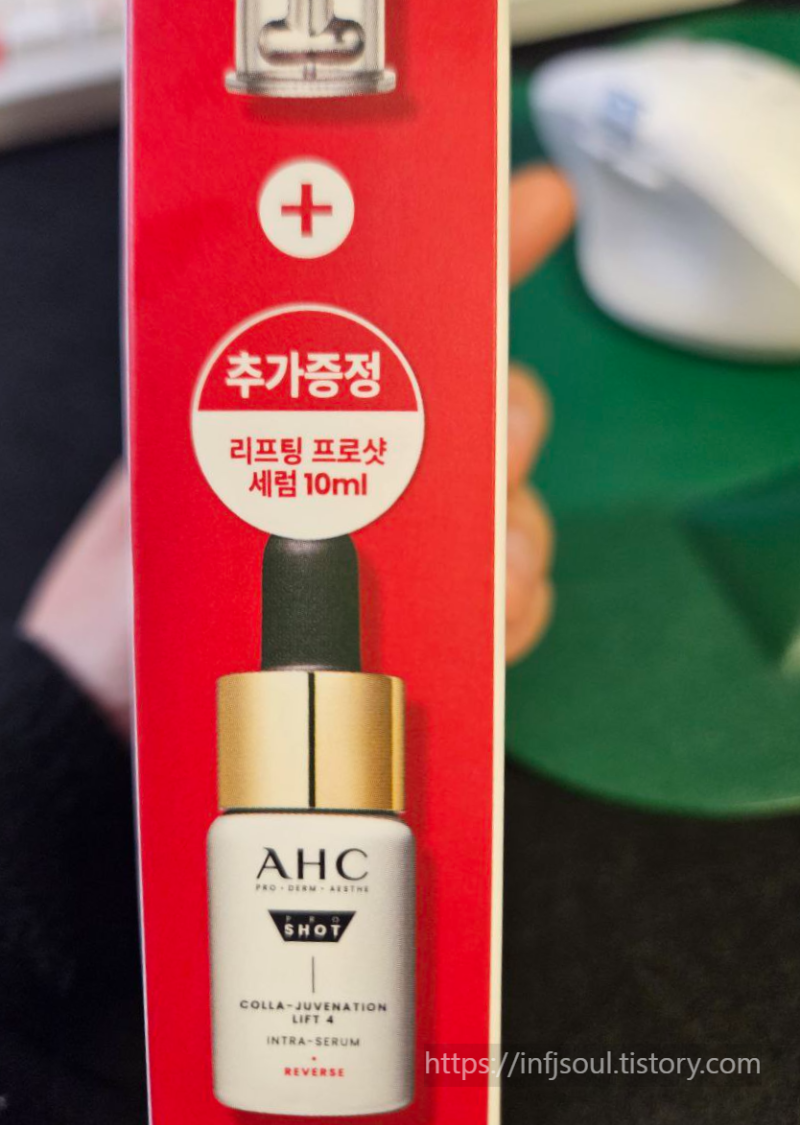 +
추가증정
리프팅 프로샷
세럼 10ml
AHC
PRO • DERM • AESTHE
PRO
SHOT
COLLA-JUVENATION
LIFT 4
INTRA-SERUM
REVERSE
https://infjsoul.tistory.com